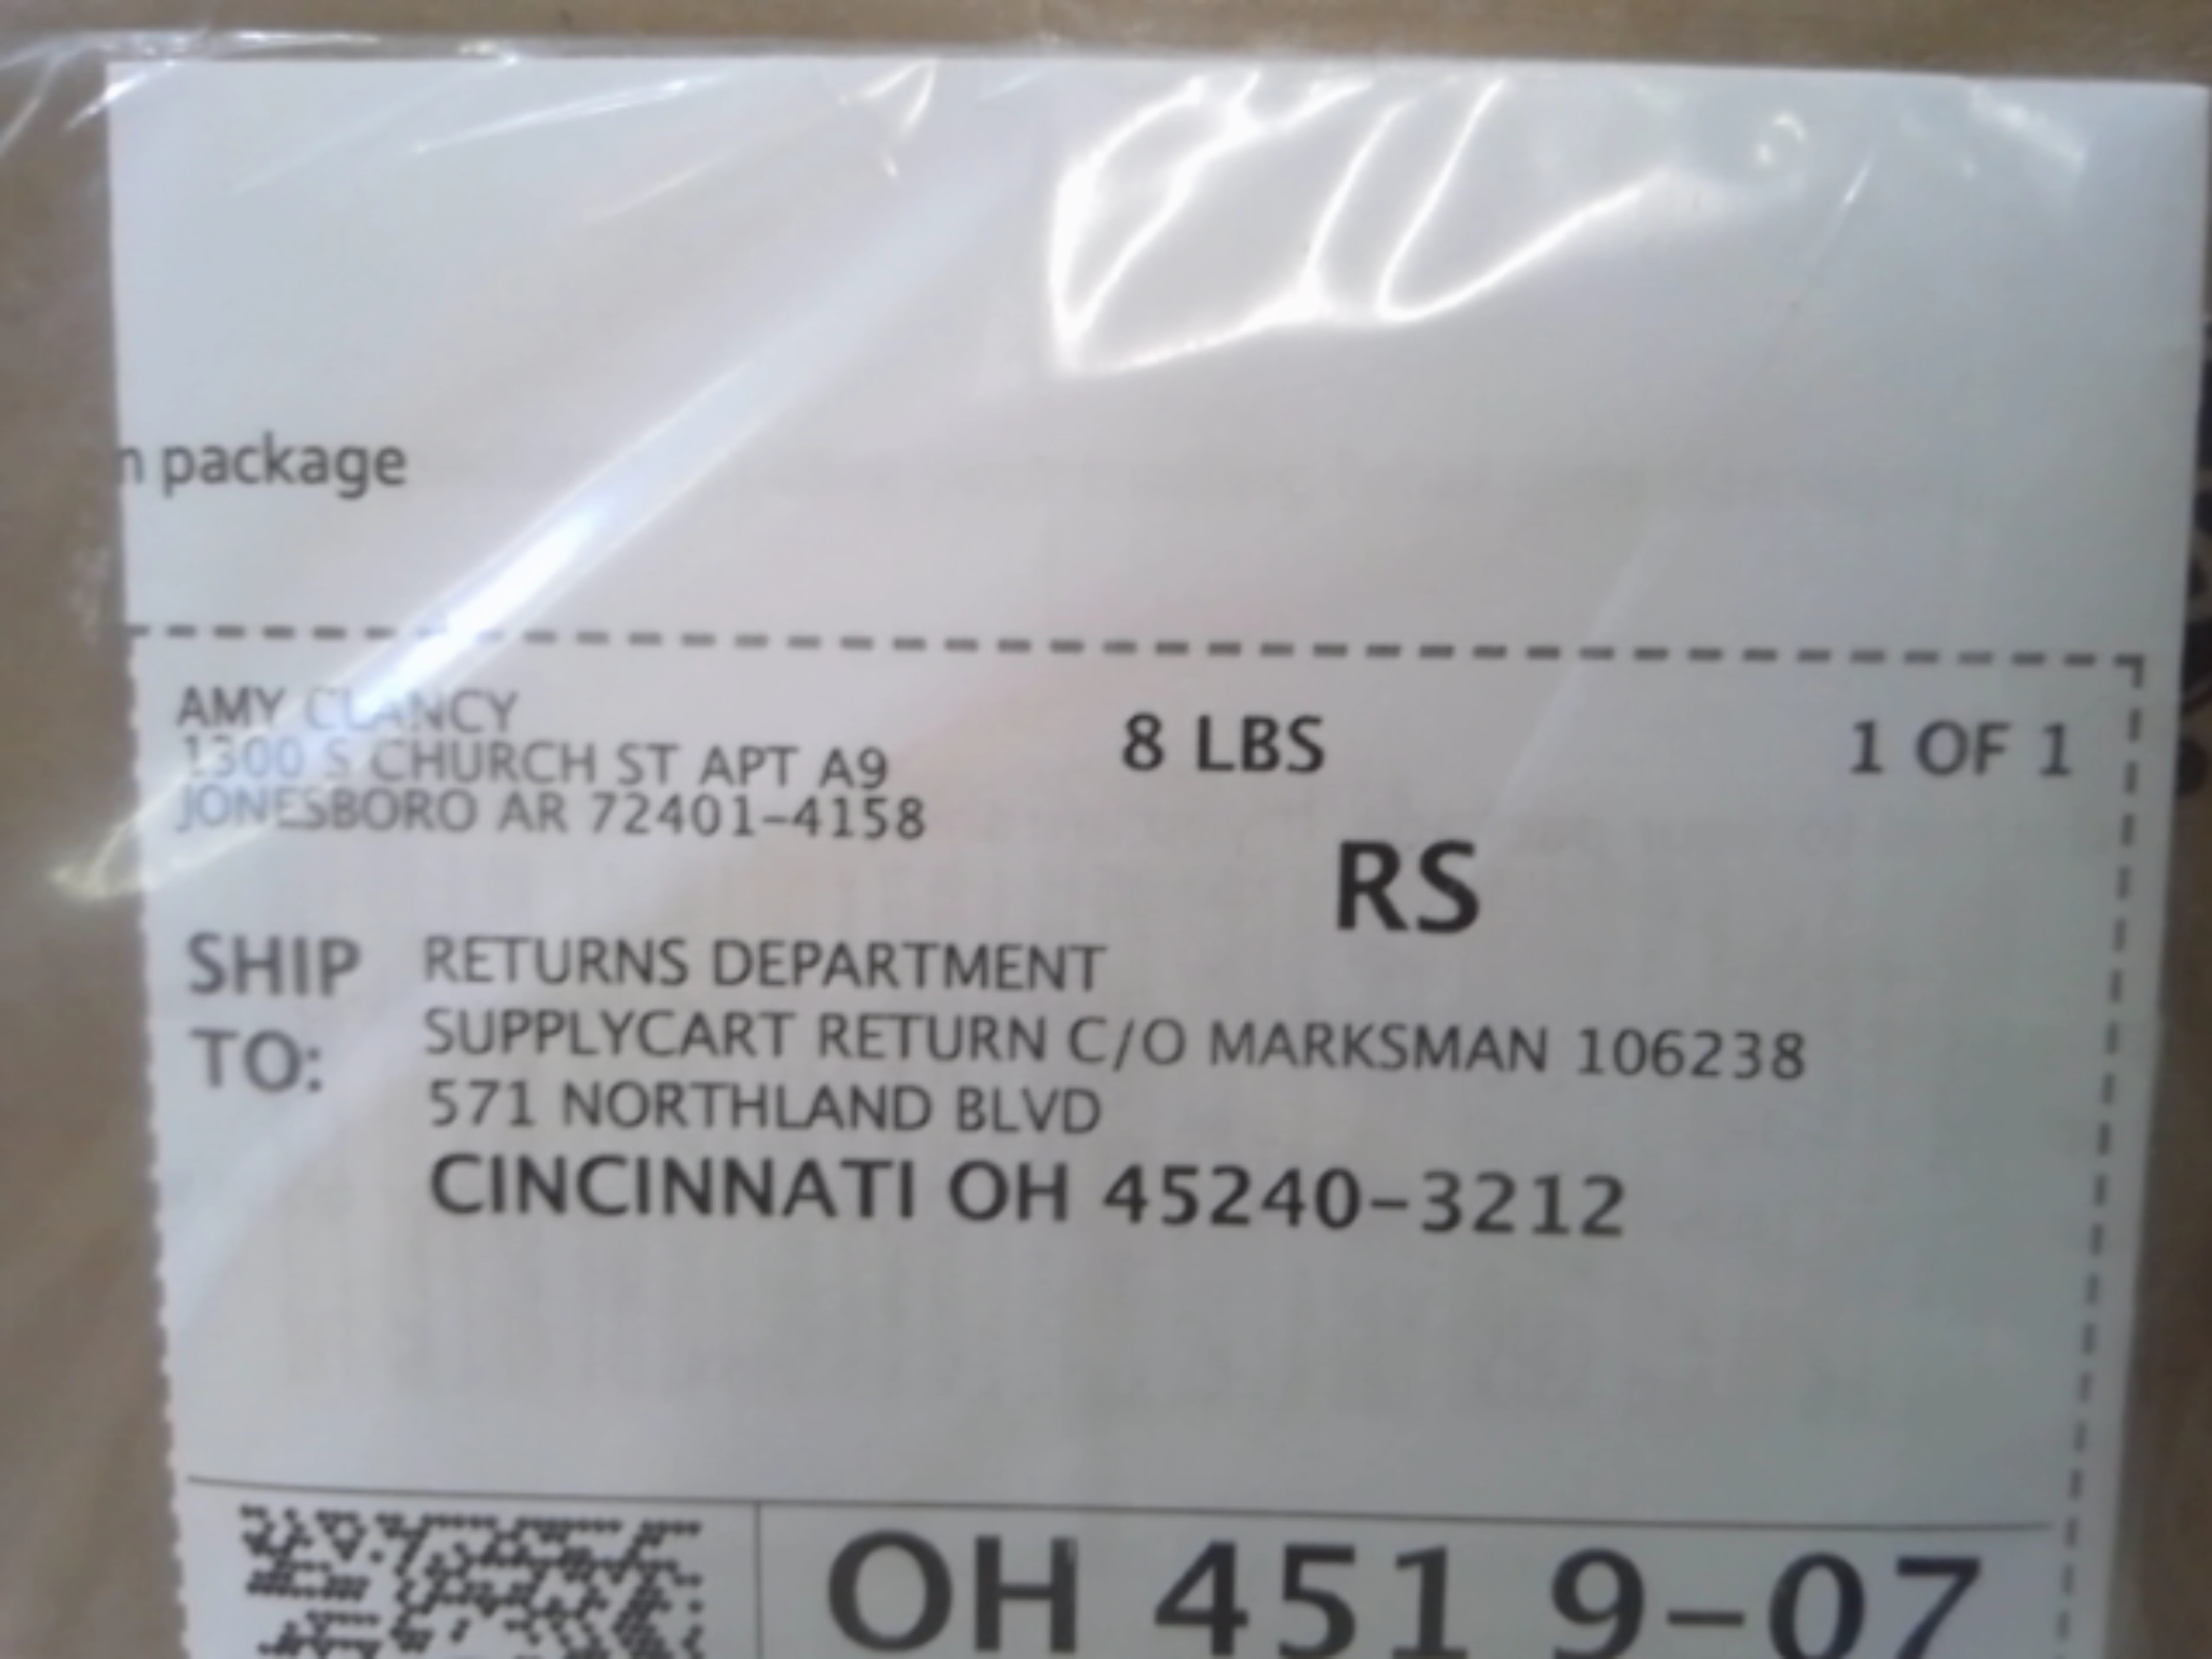 package
AMY CLANCY
1300 S CHURCH ST APT A9
JONESBORO AR 72401-4158
8 LBS
1 OF 1
RS
SHIP TO:
RETURNS DEPARTMENT
SUPPLYCART RETURN C/O MARKSMAN 106238
571 NORTHLAND BLVD
CINCINNATI OH 45240-3212
OH 451 9-07